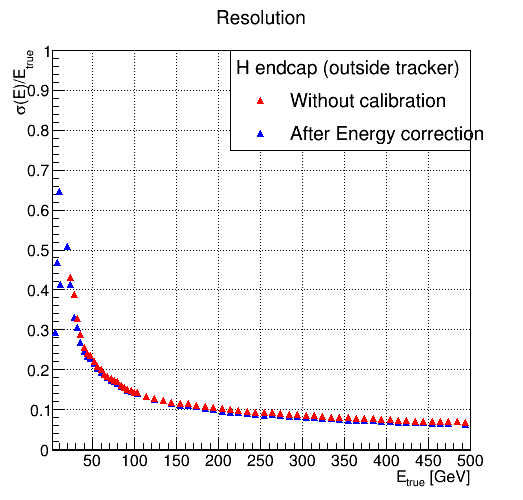 Resolution
σ(E)/E_true
1
0.9
0.8
0.7
0.6
0.5
0.4
0.3
0.2
0.1
0
H endcap (outside tracker)
Without calibration
After Energy correction
50 100 150 200 250 300 350 400 450 500
E_true [GeV]